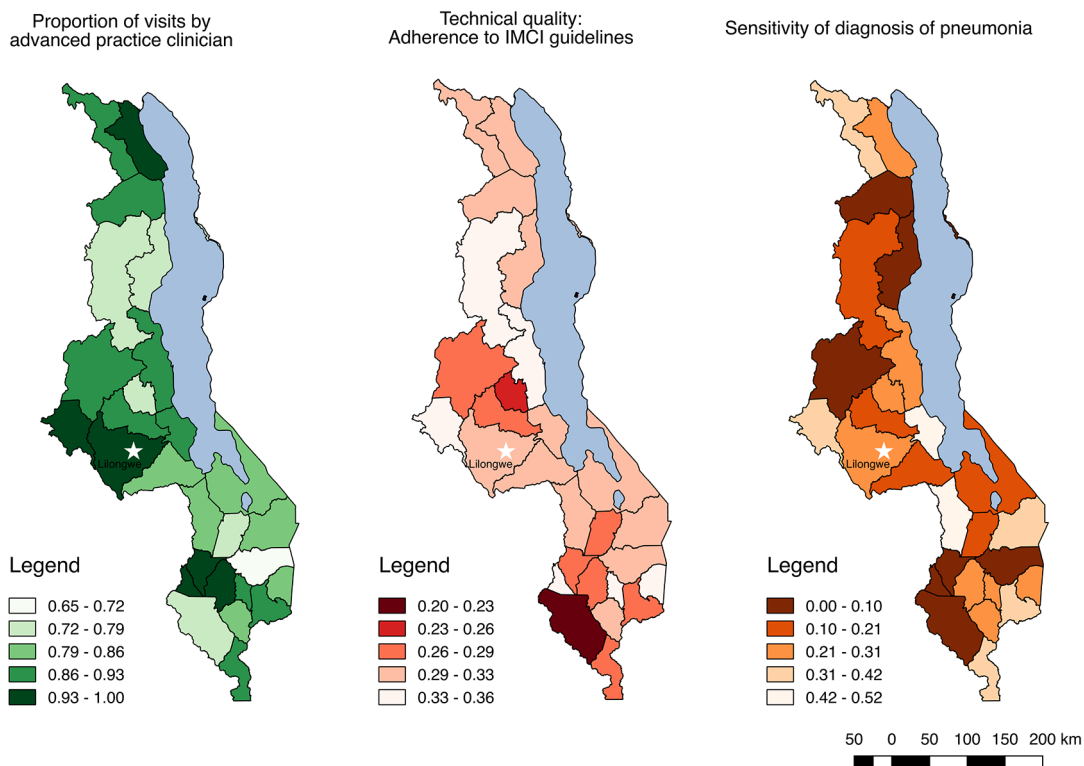 Proportion of visits by
advanced practice clinician
Technical quality:
Adherence to IMCI guidelines
Sensitivity of diagnosis of pneumonia
Lilongwe
Lilongwe
Lilongwe
Legend
0.65 - 0.72
0.72 - 0.79
0.79 - 0.86
0.86 - 0.93
0.93 - 1.00
Legend
0.20 - 0.23
0.23 - 0.26
0.26 - 0.29
0.29 - 0.33
0.33 - 0.36
Legend
0.00 - 0.10
0.10 - 0.21
0.21 - 0.31
0.31 - 0.42
0.42 - 0.52
50 0 50 100 150 200 km